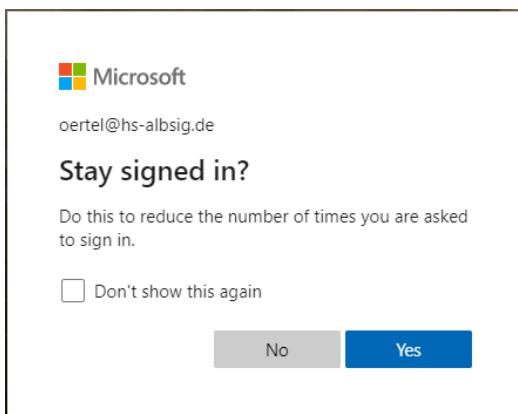 Microsoft
oertel@hs-albsig.de
Stay signed in?
Do this to reduce the number of times you are asked
to sign in.
Don't show this again
No Yes